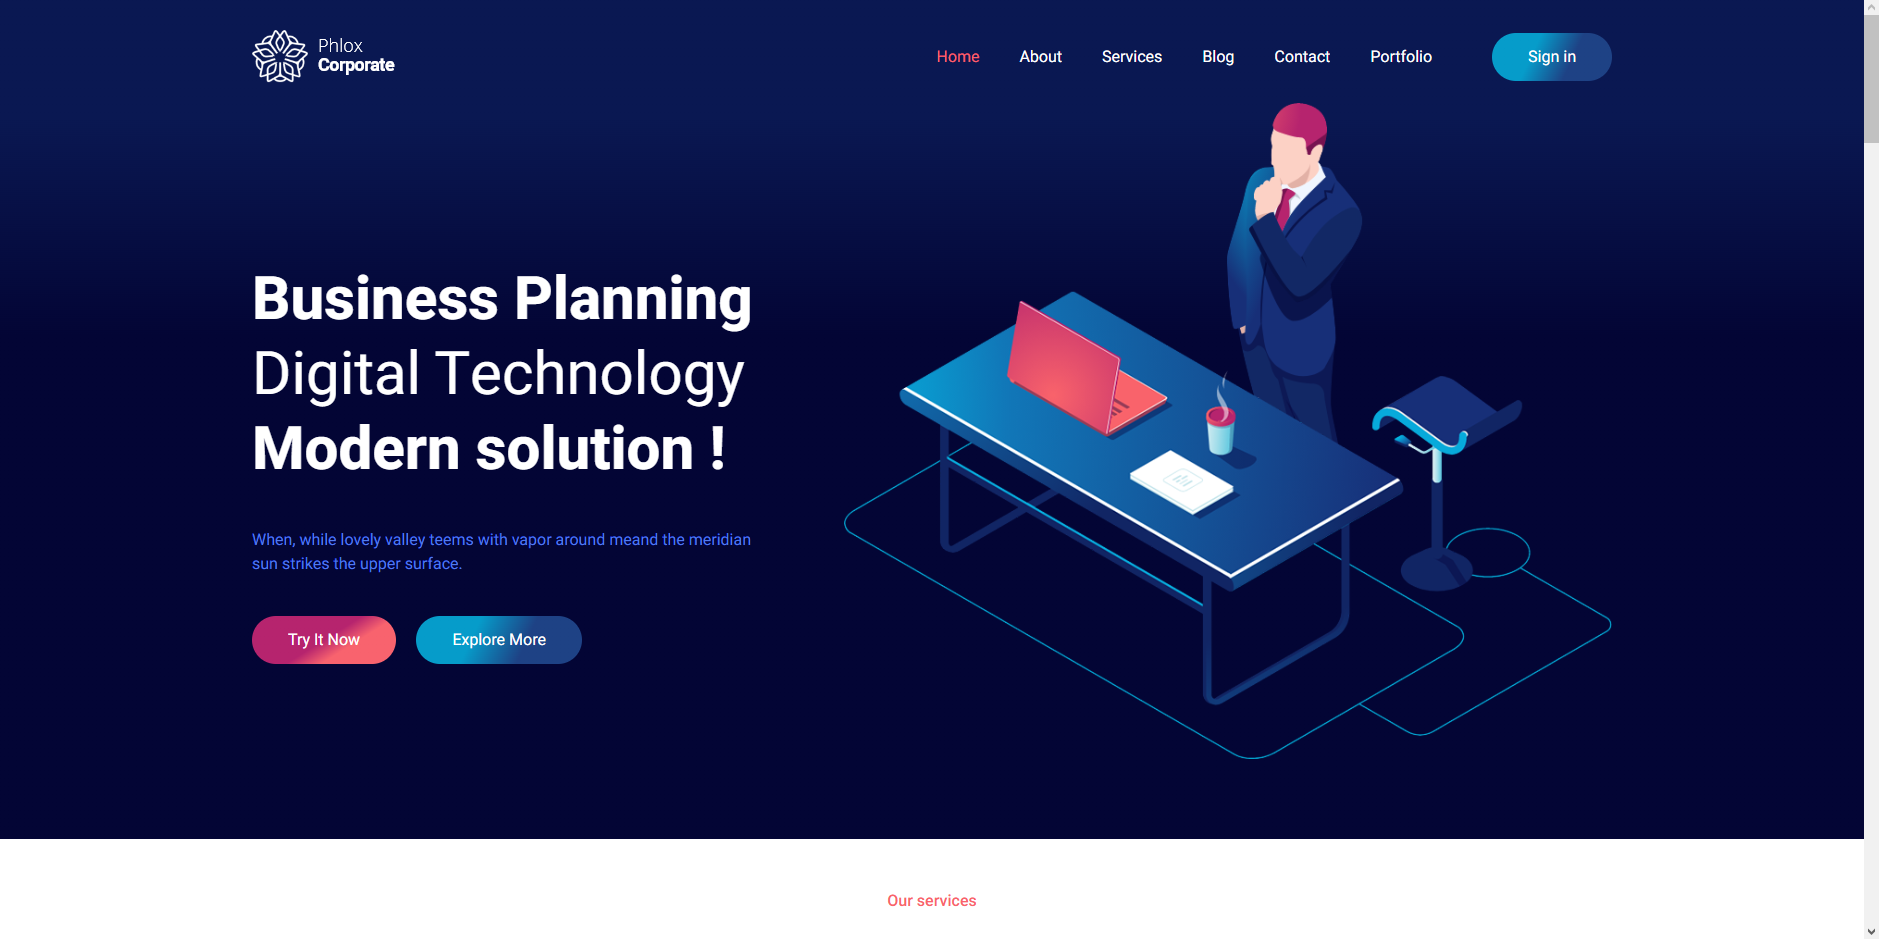 Phlox
Corporate
Home About Services Blog Contact Portfolio Sign in
Business Planning
Digital Technology
Modern solution !
When, while lovely valley teems with vapor around meand the meridian
sun strikes the upper surface.
Try It Now Explore More
Our services